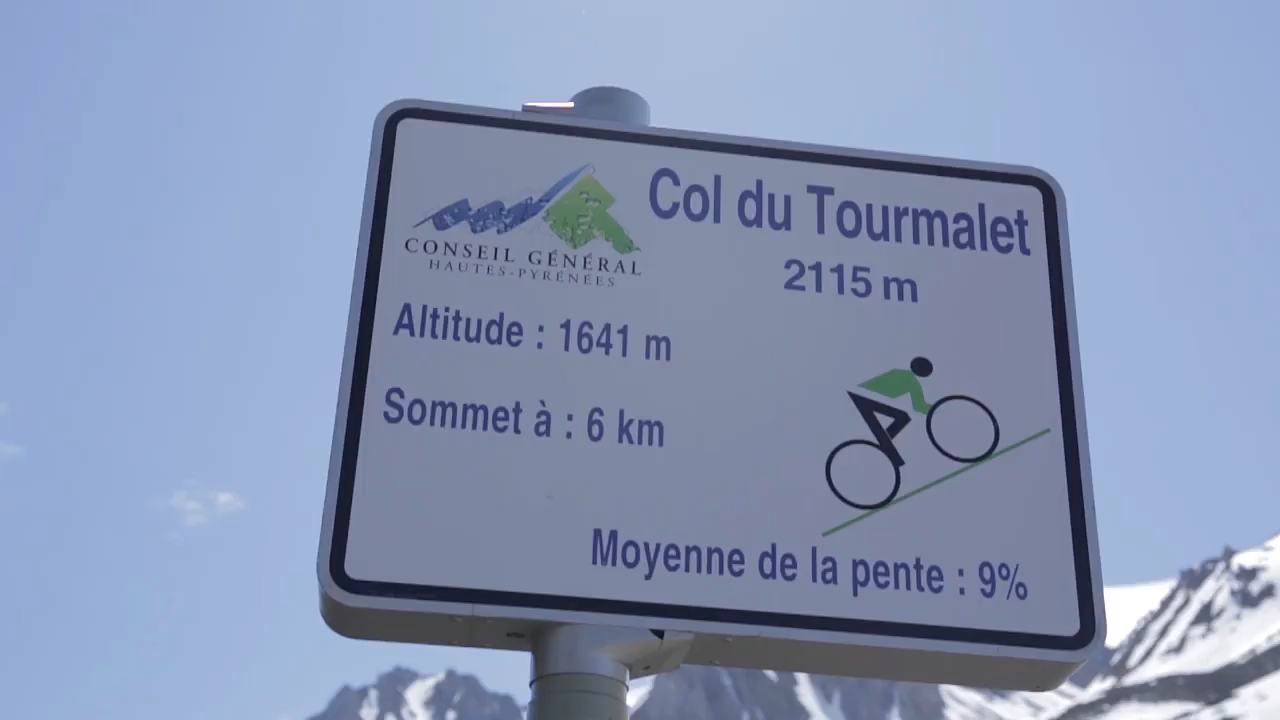 Col du Tourmalet
2115 m
CONSEIL GÉNÉRAL
HAUTES-PYRÉNÉES
Altitude : 1641 m
Sommet à : 6 km
Moyenne de la pente : 9%